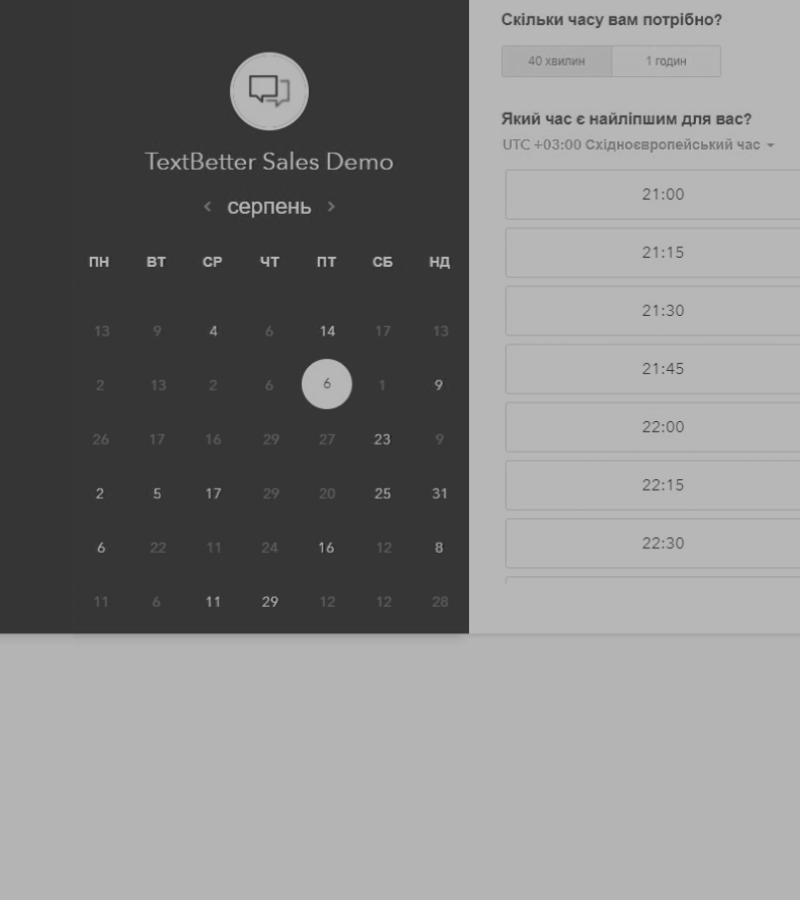 TextBetter Sales Demo
серпень
ПН ВТ СР ЧТ ПТ СБ НД
13 9 4 6 14 17 13
2 13 2 6 6 1 9
26 17 16 29 27 23 9
2 5 17 29 20 25 31
6 22 11 24 16 12 8
11 6 11 29 12 12 28
Скільки часу вам потрібно?
40 хвилин 1 годин
Який час є найліпшим для вас?
UTC +03:00 Східноєвропейський час
21:00
21:15
21:30
21:45
22:00
22:15
22:30